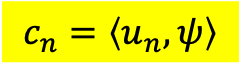 cₙ = ⟨uₙ, ψ⟩